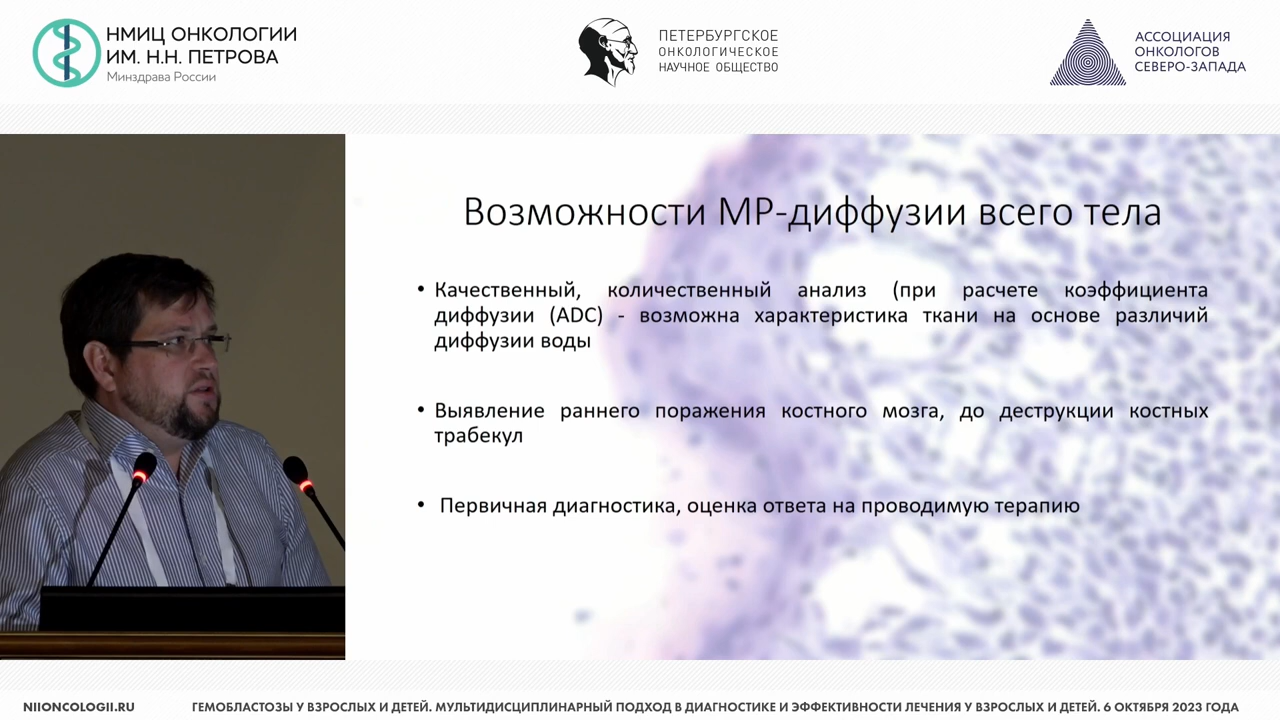 НМИЦ ОНКОЛОГИИ
ИМ. Н.Н. ПЕТРОВА
Минздрава России
ПЕТЕРБУРГСКОЕ
ОНКОЛОГИЧЕСКОЕ
НАУЧНОЕ ОБЩЕСТВО
АССОЦИАЦИЯ
ОНКОЛОГОВ
СЕВЕРО-ЗАПАДА
Возможности МР-диффузии всего тела
• Качественный, количественный анализ (при расчете коэффициента
диффузии (ADC) - возможна характеристика ткани на основе различий
диффузии воды
• Выявление раннего поражения костного мозга, до деструкции костных
трабекул
• Первичная диагностика, оценка ответа на проводимую терапию
NIIONCOLOGII.RU
ГЕМОБЛАСТОЗЫ У ВЗРОСЛЫХ И ДЕТЕЙ. МУЛЬТИДИСЦИПЛИНАРНЫЙ ПОДХОД В ДИАГНОСТИКЕ И ЭФФЕКТИВНОСТИ ЛЕЧЕНИЯ У ВЗРОСЛЫХ И ДЕТЕЙ. 6 ОКТЯБРЯ 2023 ГОДА